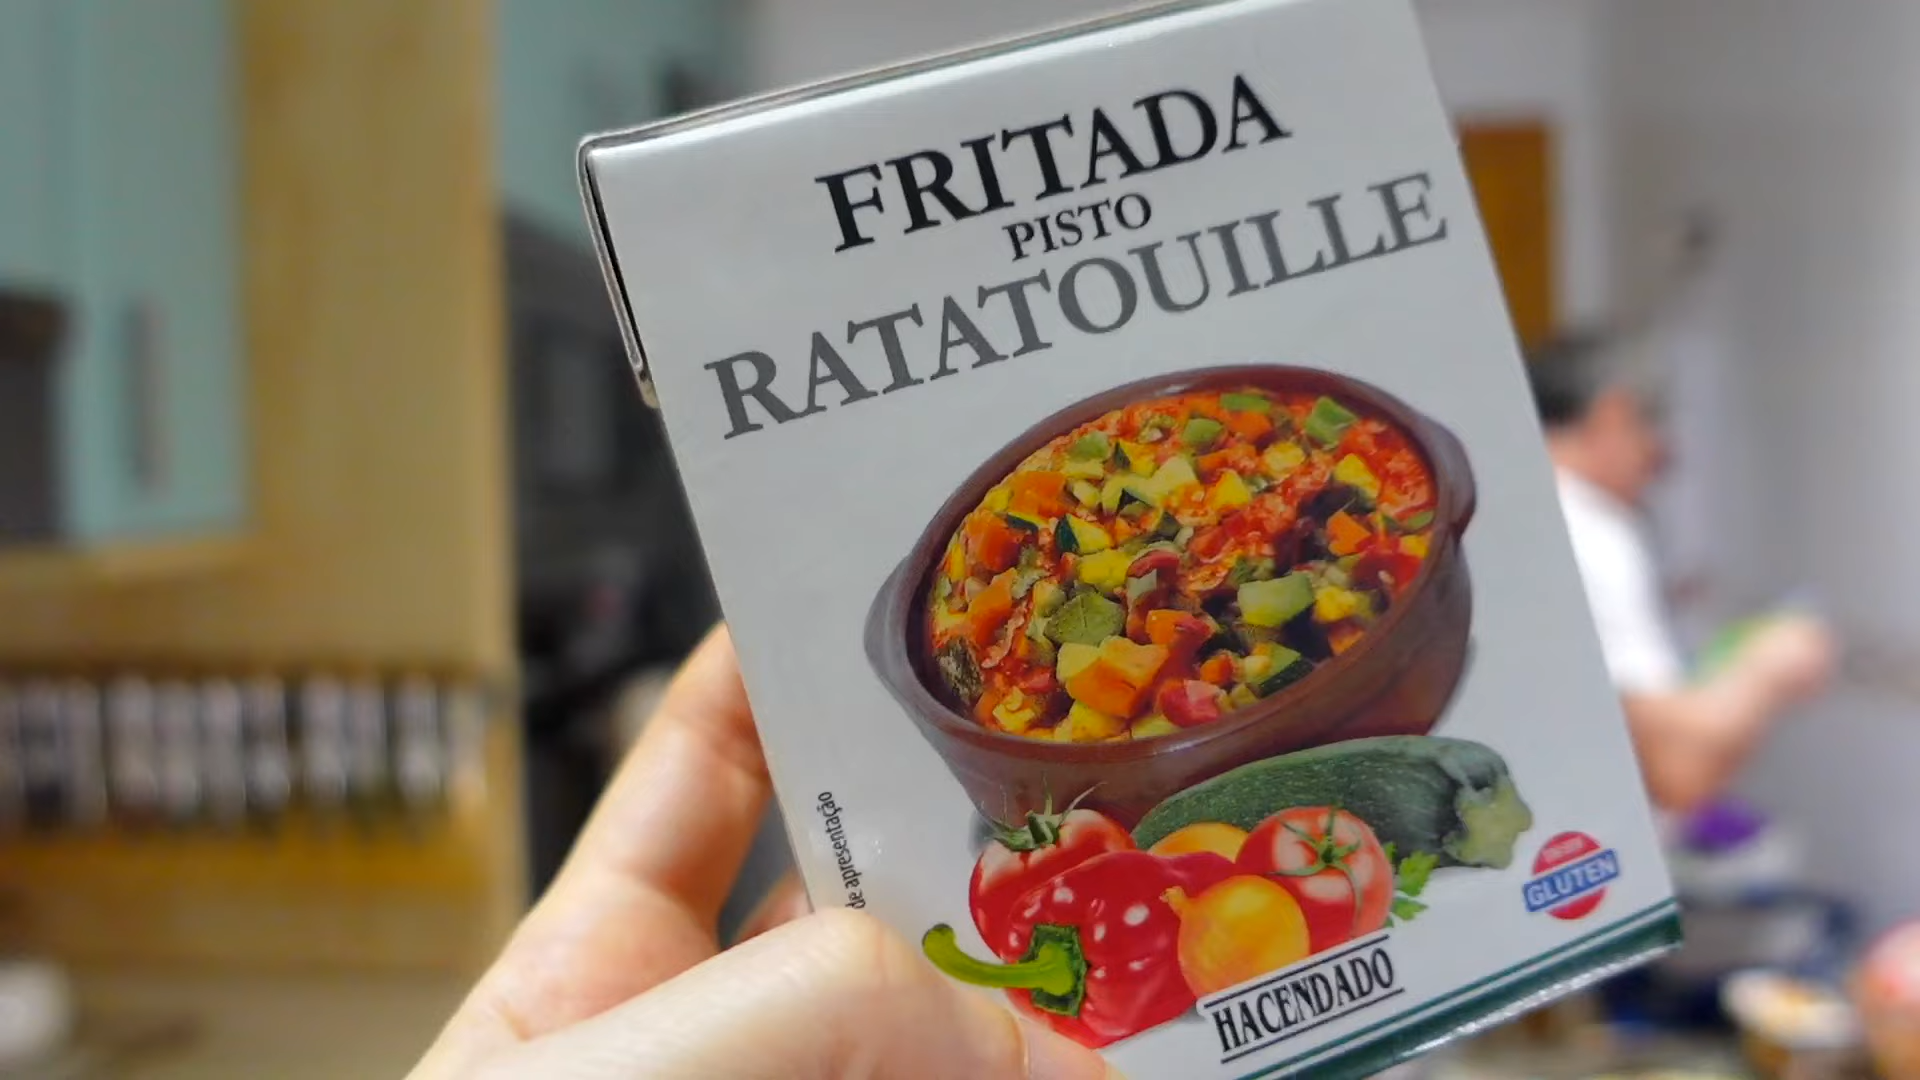 FRITADA
PISTO
RATATOUILLE
de apresentação
GLUTEN
HACENDADO